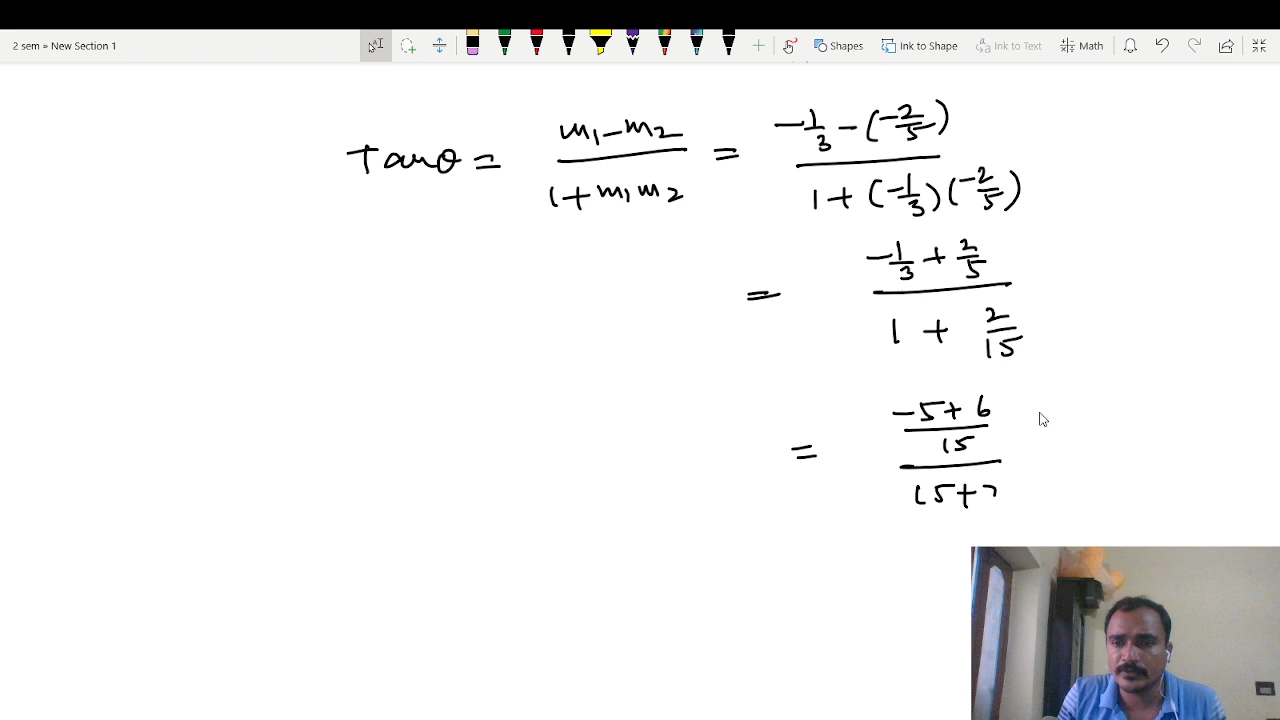 2 sem » New Section 1
Shapes
Ink to Shape
Ink to Text
Math
Tanθ = (m₁-m₂)/(1+m₁m₂) = (-1/3-(-2/5))/(1+(-1/3)(-2/5))
= (-1/3+2/5)/(1+2/15)
= ((-5+6)/15)/(15+